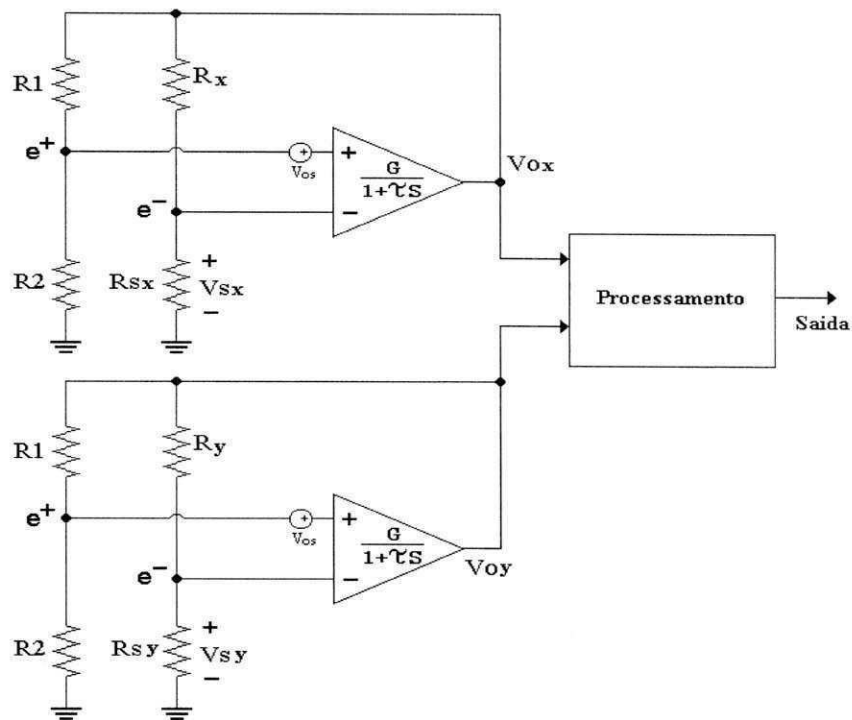 R1
Rx
e+
Vos
+
G
1+τS
−
Vox
e−
R2
Rsx
+
Vsx
−
Processamento
Saida
R1
Ry
e+
Vos
+
G
1+τS
−
Voy
e−
R2
Rsy
+
Vsy
−